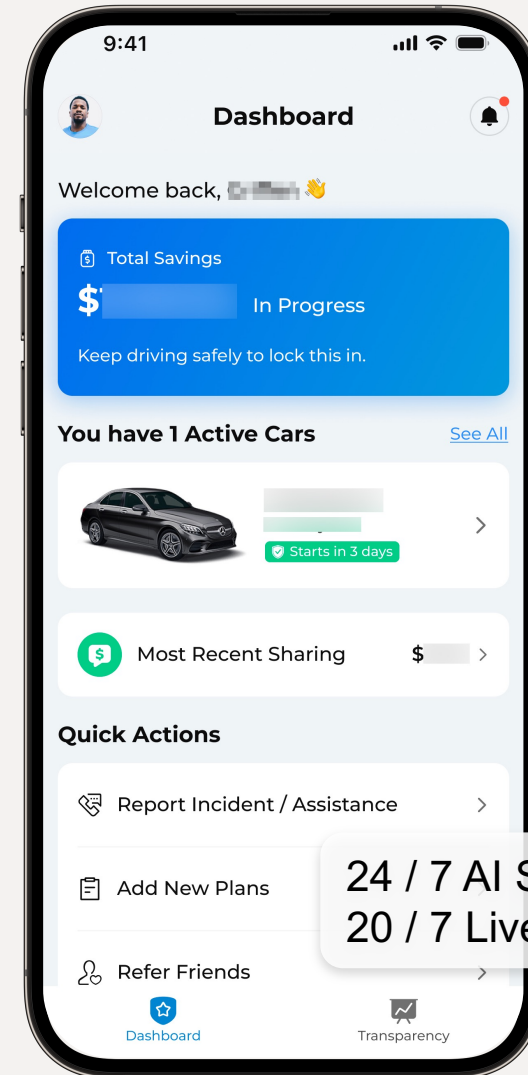 9:41
Dashboard
Welcome back,
Total Savings
$
In Progress
Keep driving safely to lock this in.
You have 1 Active Cars
See All
Starts in 3 days
Most Recent Sharing
$
Quick Actions
Report Incident / Assistance
Add New Plans
24 / 7 AI
20 / 7
Refer Friends
Dashboard
Transparency